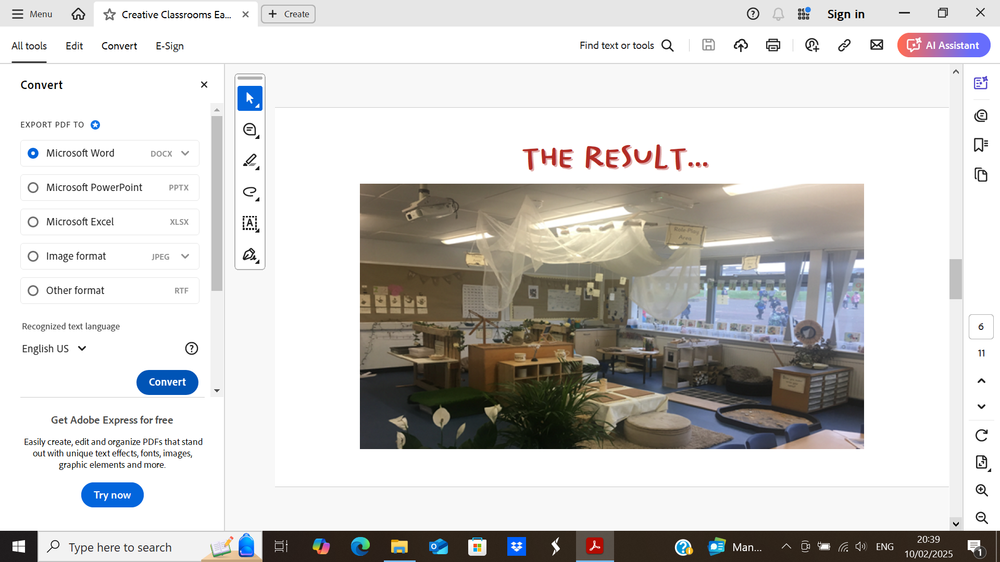 Menu
Creative Classrooms Ea...
Create
Sign in
All tools
Edit
Convert
E-Sign
Find text or tools
AI Assistant
Convert
EXPORT PDF TO
Microsoft Word DOCX
Microsoft PowerPoint PPTX
Microsoft Excel XLSX
Image format JPEG
Other format RTF
Recognized text language
English US
Convert
Get Adobe Express for free
Easily create, edit and organize PDFs that stand
out with unique text effects, fonts, images,
graphic elements and more.
Try now
A
THE RESULT...
Role-Play
Area
6
11
Type here to search
Man...
ENG
20:39
10/02/2025
1